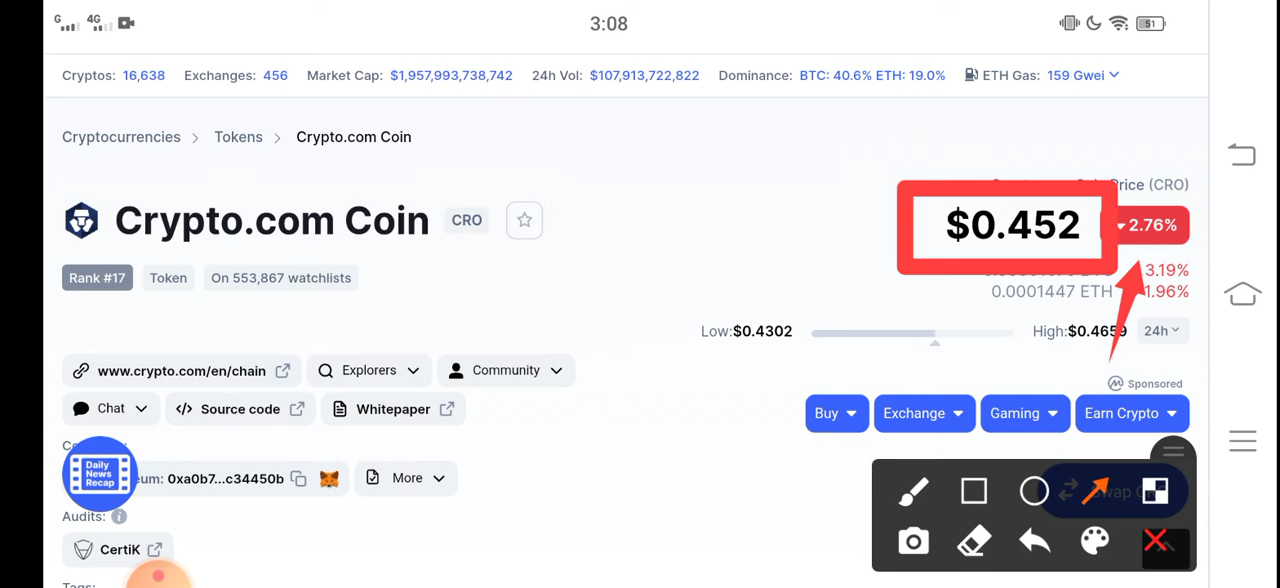 G 4G 3:08 51
Cryptos: 16,638 Exchanges: 456 Market Cap: $1,957,993,738,742 24h Vol: $107,913,722,822 Dominance: BTC: 40.6% ETH: 19.0% ETH Gas: 159 Gwei
Cryptocurrencies > Tokens > Crypto.com Coin
Price (CRO)
Crypto.com Coin CRO $0.452 2.76%
Rank #17 Token On 553,867 watchlists
3.19%
0.0001447 ETH 1.96%
Low:$0.4302 High:$0.4659 24h
www.crypto.com/en/chain Explorers Community
Sponsored
Chat Source code Whitepaper
Buy Exchange Gaming Earn Crypto
Daily
News
Recap
0xa0b7...c34450b More
Swap
Audits:
CertiK